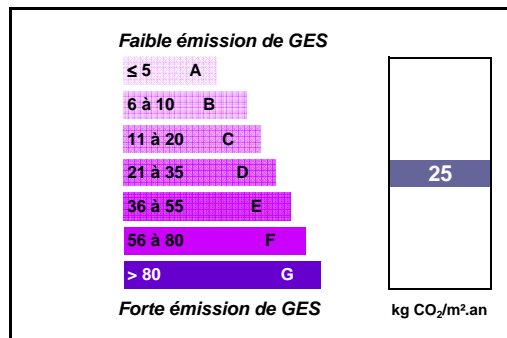 Faible émission de GES
≤ 5 A
6 à 10 B
11 à 20 C
21 à 35 D
25
36 à 55 E
56 à 80 F
> 80 G
Forte émission de GES
kg CO₂/m².an